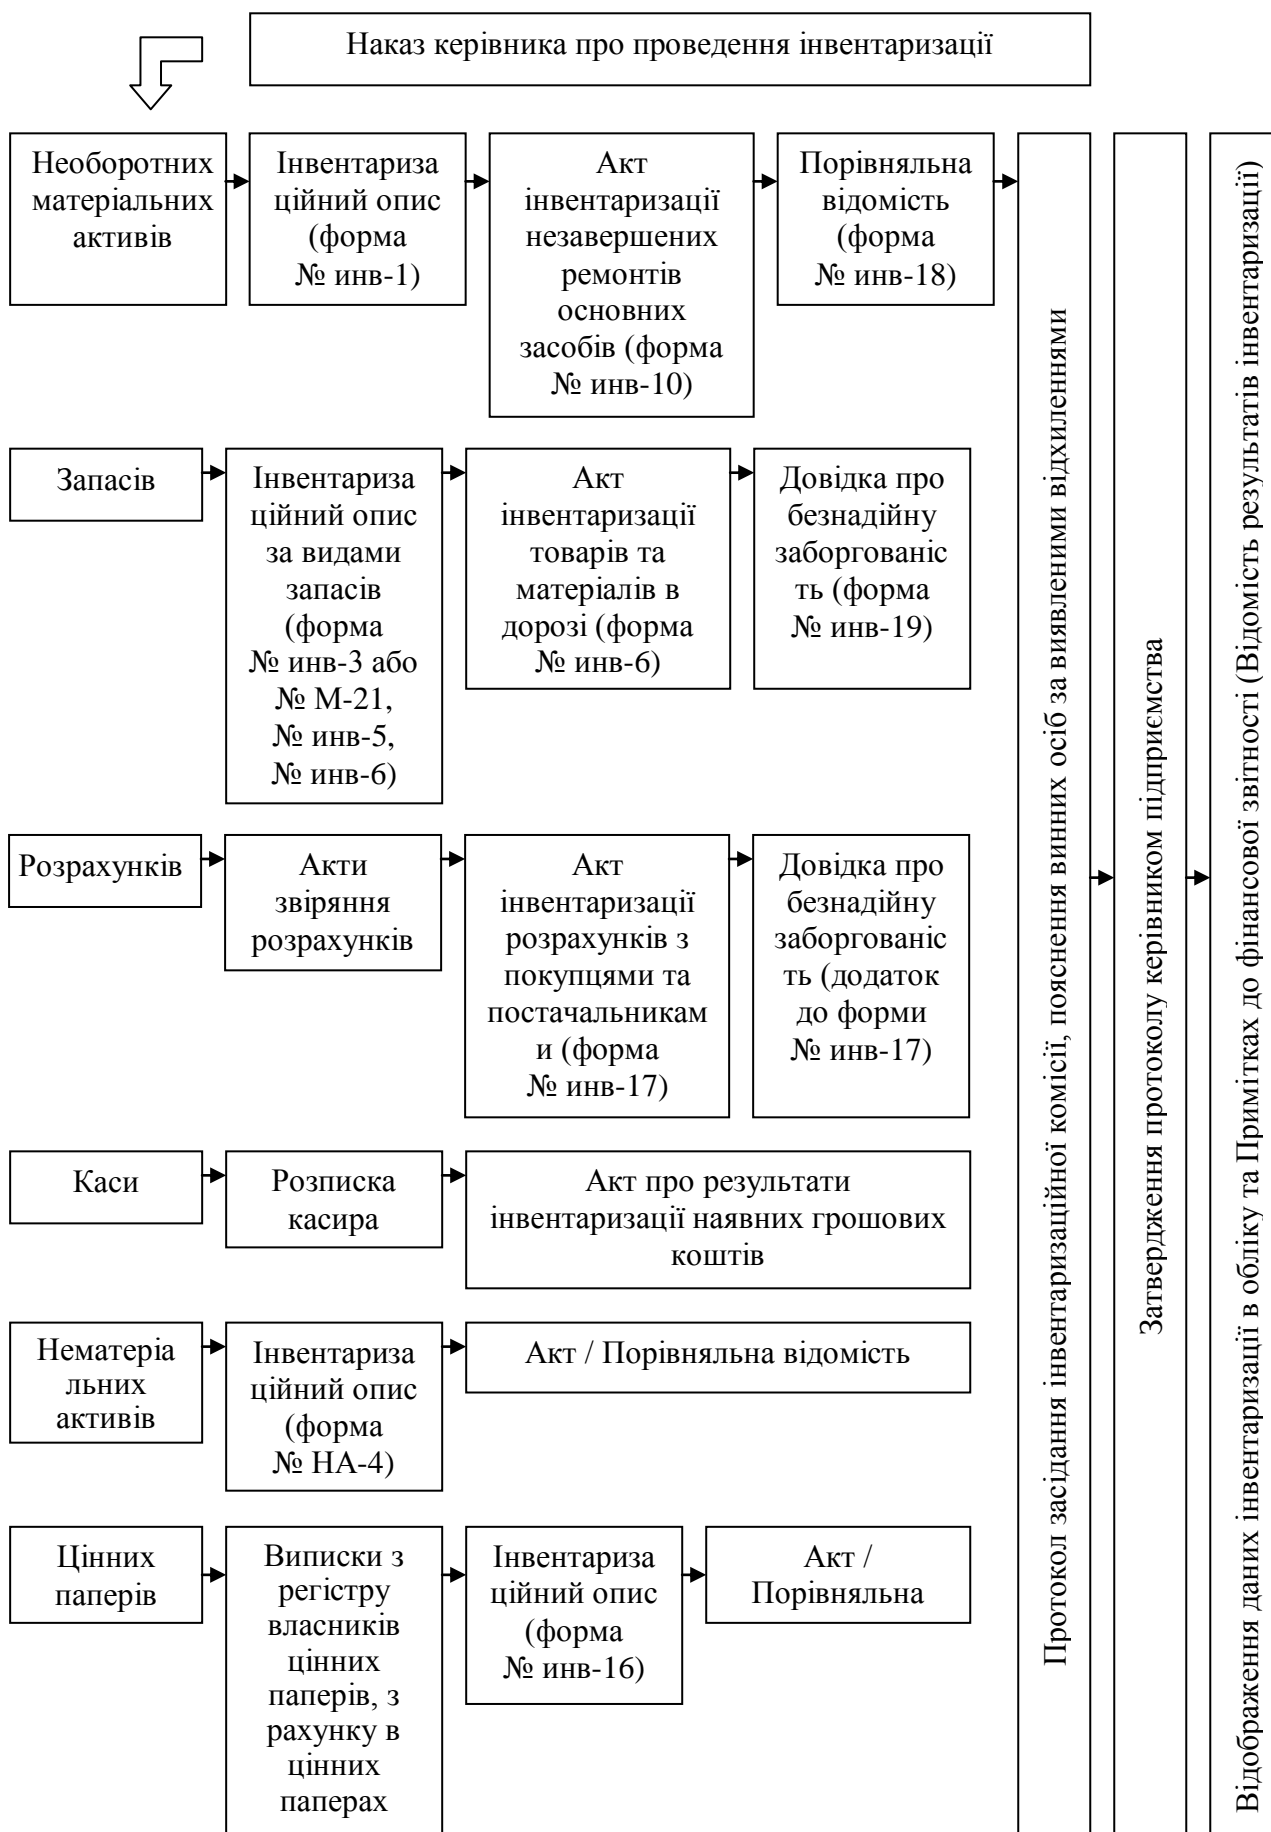 Наказ керівника про проведення інвентаризації
Необоротних
матеріальних
активів
Інвентариза
ційний опис
(форма
№ инв-1)
Акт
інвентаризації
незавершених
ремонтів
основних
засобів (форма
№ инв-10)
Порівняльна
відомість
(форма
№ инв-18)
Запасів
Інвентариза
ційний опис
за видами
запасів
(форма
№ инв-3 або
№ М-21,
№ инв-5,
№ инв-6)
Акт
інвентаризації
товарів та
матеріалів в
дорозі (форма
№ инв-6)
Довідка про
безнадійну
заборгованіс
ть (форма
№ инв-19)
Розрахунків
Акти
звіряння
розрахунків
Акт
інвентаризації
розрахунків з
покупцями та
постачальникам
и (форма
№ инв-17)
Довідка про
безнадійну
заборгованіс
ть (додаток
до форми
№ инв-17)
Каси
Розписка
касира
Акт про результати
інвентаризації наявних грошових
коштів
Нематеріа
льних
активів
Інвентариза
ційний опис
(форма
№ НА-4)
Акт / Порівняльна відомість
Цінних
паперів
Виписки з
регістру
власників
цінних
паперів, з
рахунку в
цінних
паперах
Інвентариза
ційний опис
(форма
№ инв-16)
Акт /
Порівняльна
Протокол засідання інвентаризаційної комісії, пояснення винних осіб за виявленими відхиленнями
Затвердження протоколу керівником підприємства
Відображення даних інвентаризації в обліку та Примітках до фінансової звітності (Відомість результатів інвентаризації)